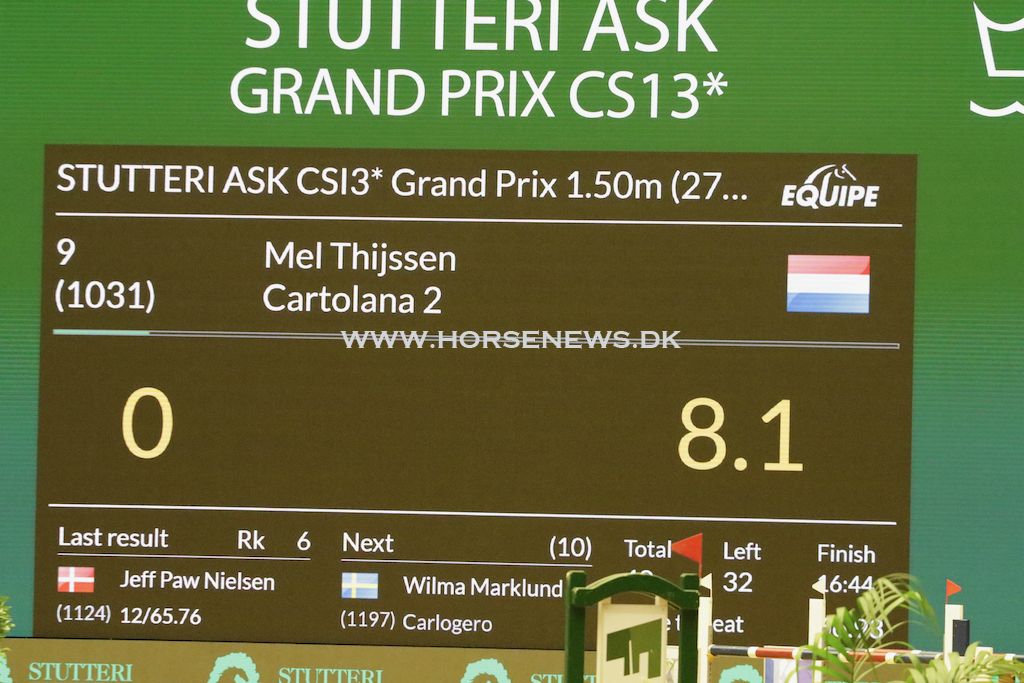 STUTTERI ASK
GRAND PRIX CS13*
STUTTERI ASK CSI3* Grand Prix 1.50m (27...
EQUIPE
9
(1031)
Mel Thijssen
Cartolana 2
WWW.HORSENEWS.DK
0
8.1
Last result Rk 6
Jeff Paw Nielsen
(1124) 12/65.76
Next (10)
Wilma Marklund
(1197) Carlogero
Total Left Finish
32 16:44
STUTTERI STUTTERI